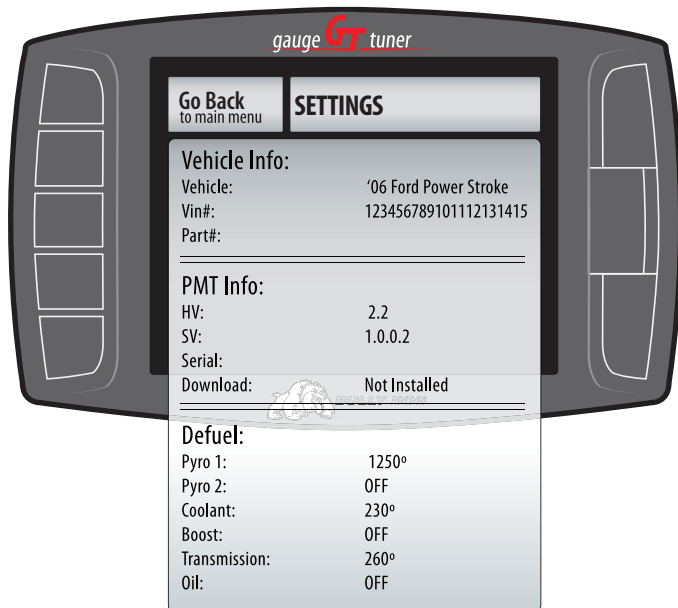 gauge GT tuner
Go Back
to main menu
SETTINGS
Vehicle Info:
Vehicle: ‘06 Ford Power Stroke
Vin#: 123456789101112131415
Part#:
PMT Info:
HV: 2.2
SV: 1.0.0.2
Serial:
Download: Not Installed
BULLY DOG
Defuel:
Pyro 1: 1250º
Pyro 2: OFF
Coolant: 230º
Boost: OFF
Transmission: 260º
Oil: OFF